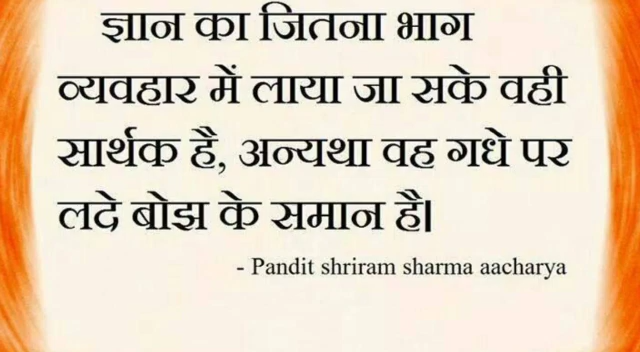 ज्ञान का जितना भाग
व्यवहार में लाया जा सके वही
सार्थक है, अन्यथा वह गधे पर
लदे बोझ के समान है।
- Pandit shriram sharma aacharya